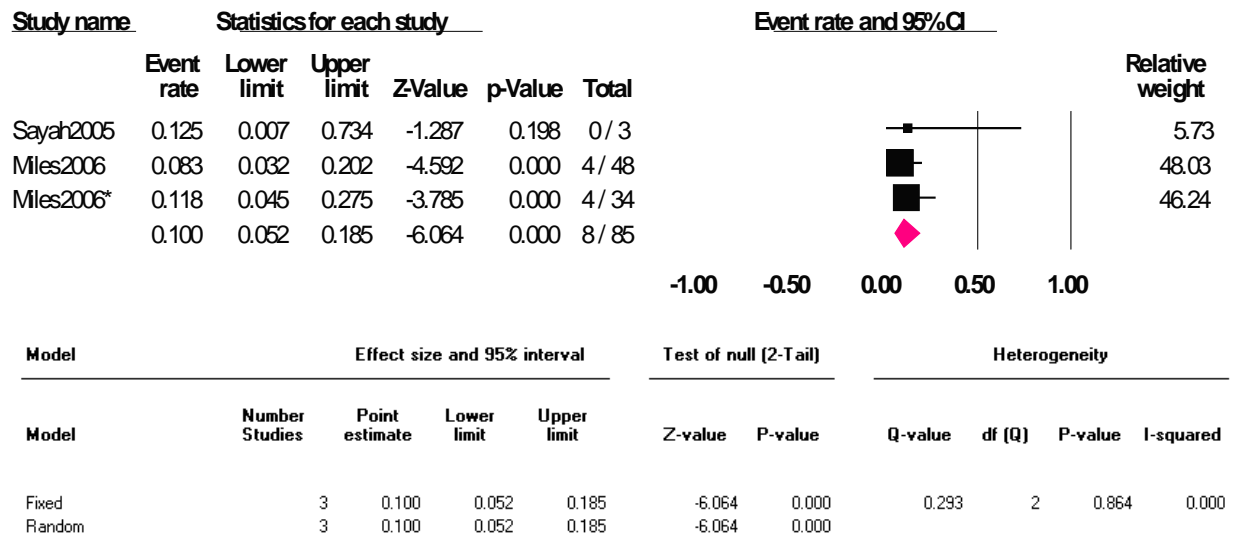 Study name Statistics for each study Event rate and 95% CI
Event Lower Upper Relative
rate limit limit Z-Value p-Value Total weight
Sayah2005 0.125 0.007 0.734 -1.287 0.198 0 / 3 5.73
Miles2006 0.083 0.032 0.202 -4.592 0.000 4 / 48 48.03
Miles2006* 0.118 0.045 0.275 -3.785 0.000 4 / 34 46.24
0.100 0.052 0.185 -6.064 0.000 8 / 85
-1.00 -0.50 0.00 0.50 1.00
Model Effect size and 95% interval Test of null (2-Tail) Heterogeneity
Number Point Lower Upper
Model Studies estimate limit limit Z-value P-value Q-value df (Q) P-value I-squared
Fixed 3 0.100 0.052 0.185 -6.064 0.000 0.293 2 0.864 0.000
Random 3 0.100 0.052 0.185 -6.064 0.000